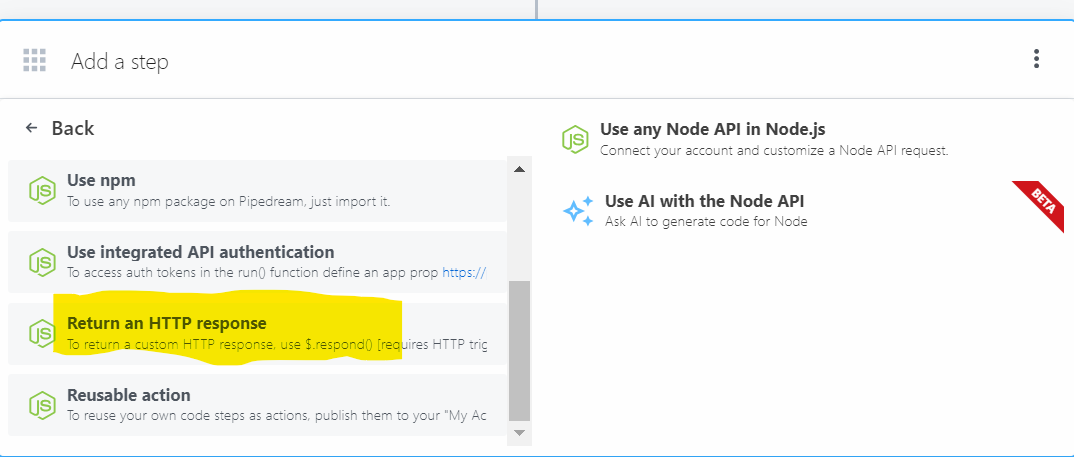 Add a step
Back
Use npm
To use any npm package on Pipedream, just import it.
Use integrated API authentication
To access auth tokens in the run() function define an app prop https://
Return an HTTP response
To return a custom HTTP response, use $.respond() [requires HTTP trig
Reusable action
To reuse your own code steps as actions, publish them to your "My Ac
Use any Node API in Node.js
Connect your account and customize a Node API request.
Use AI with the Node API
Ask AI to generate code for Node
BETA